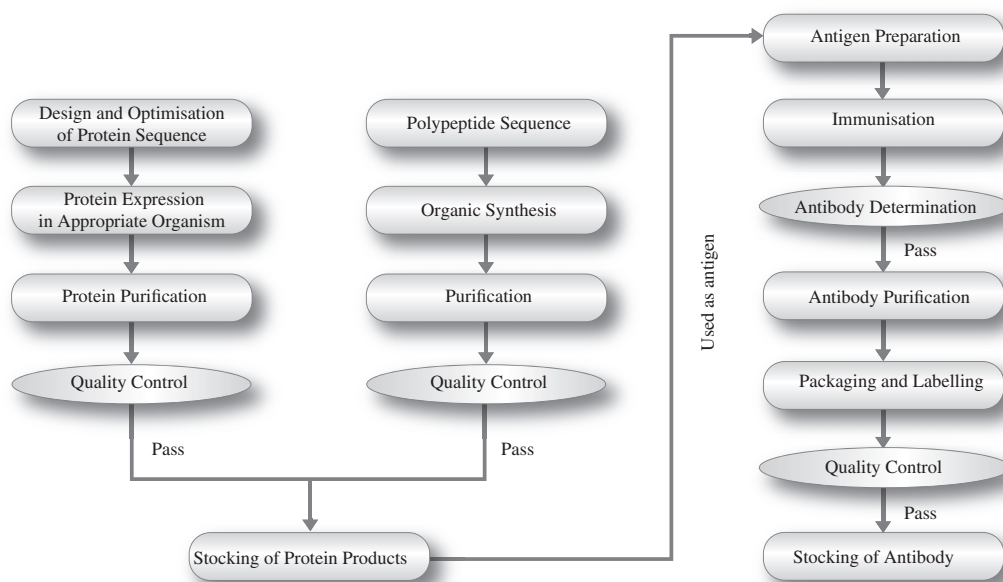 Design and Optimisation
of Protein Sequence
Protein Expression
in Appropriate Organism
Protein Purification
Quality Control
Pass
Polypeptide Sequence
Organic Synthesis
Purification
Quality Control
Pass
Stocking of Protein Products
Used as antigen
Antigen Preparation
Immunisation
Antibody Determination
Pass
Antibody Purification
Packaging and Labelling
Quality Control
Pass
Stocking of Antibody